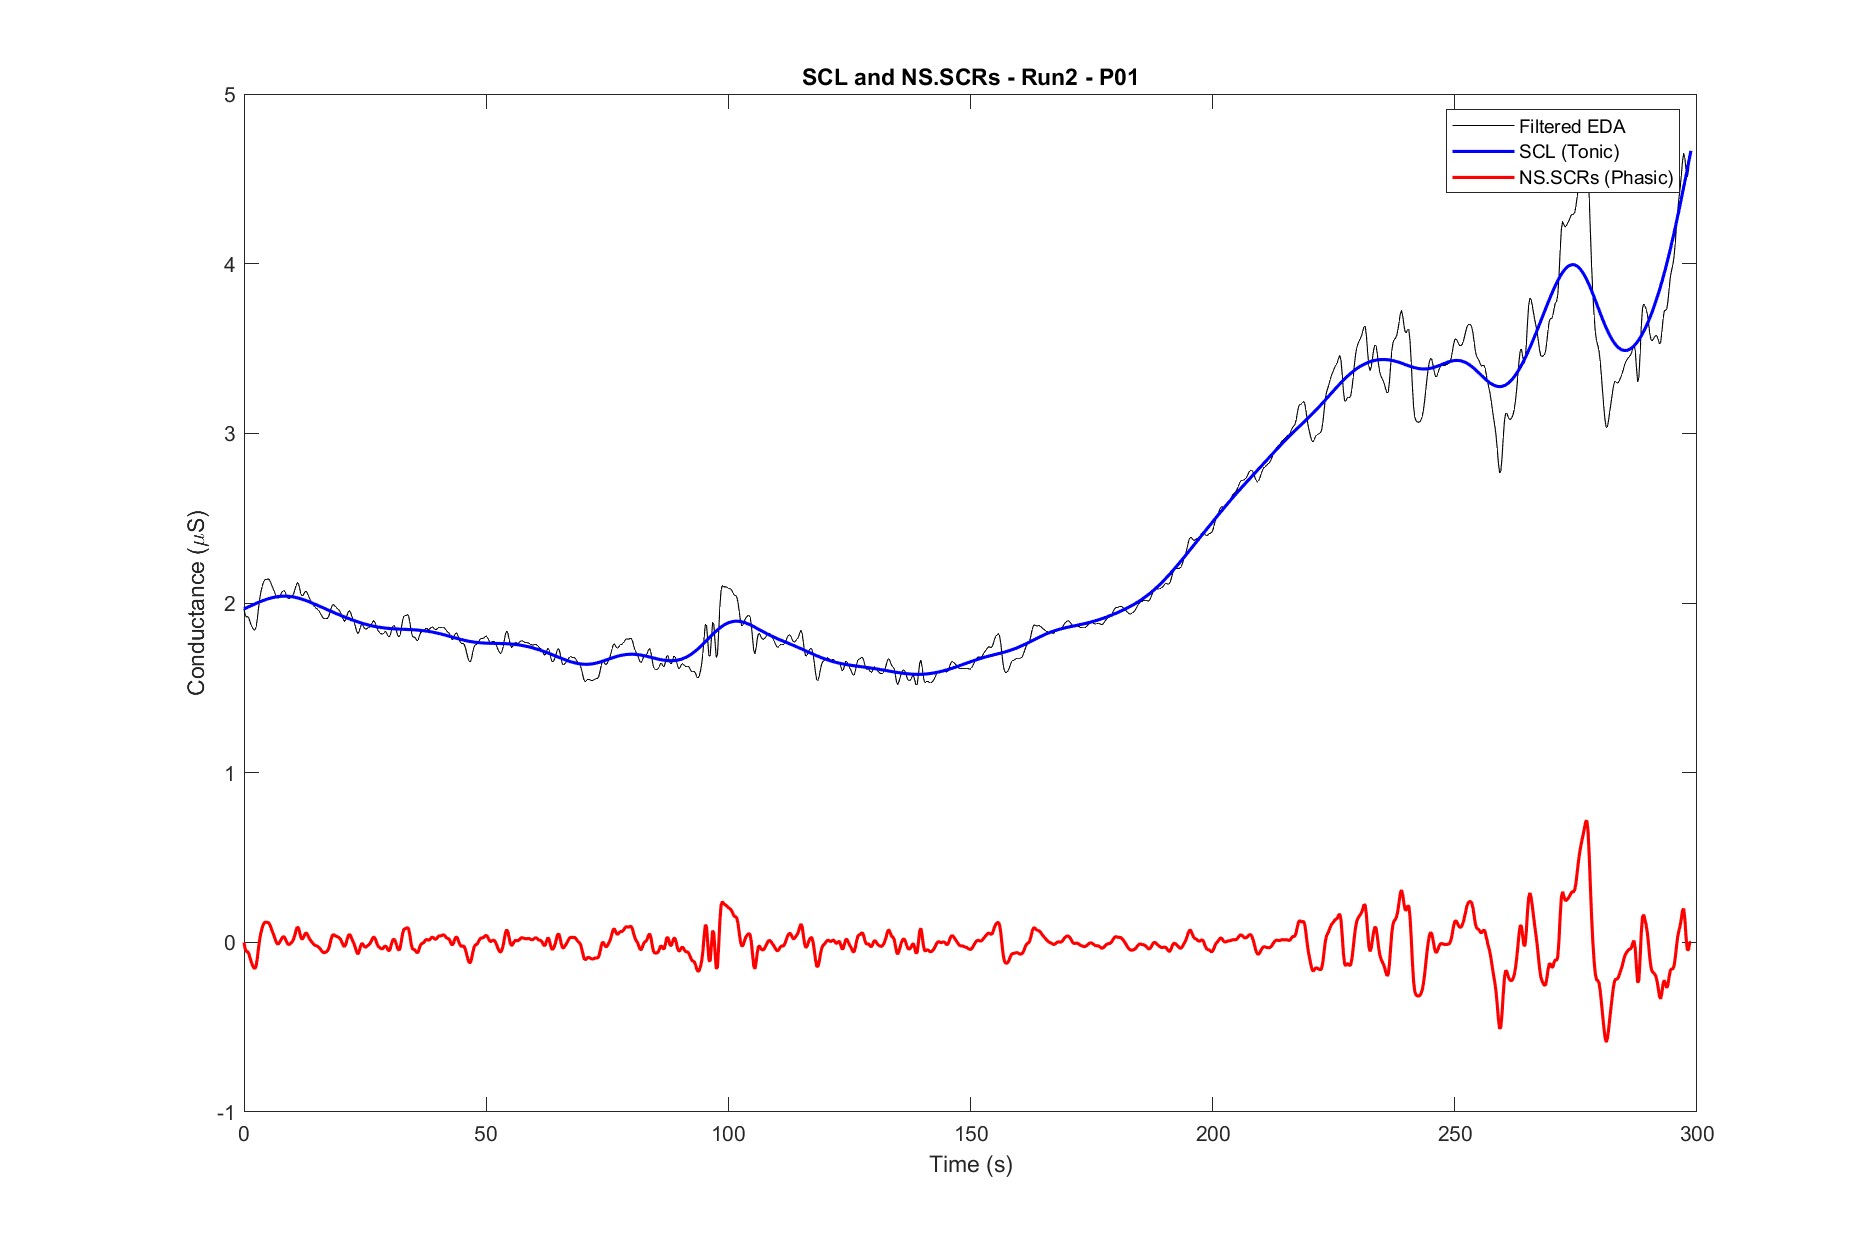 SCL and NS.SCRs - Run2 - P01
Filtered EDA
SCL (Tonic)
NS.SCRs (Phasic)
Conductance (μS)
5
4
3
2
1
0
-1
0 50 100 150 200 250 300
Time (s)